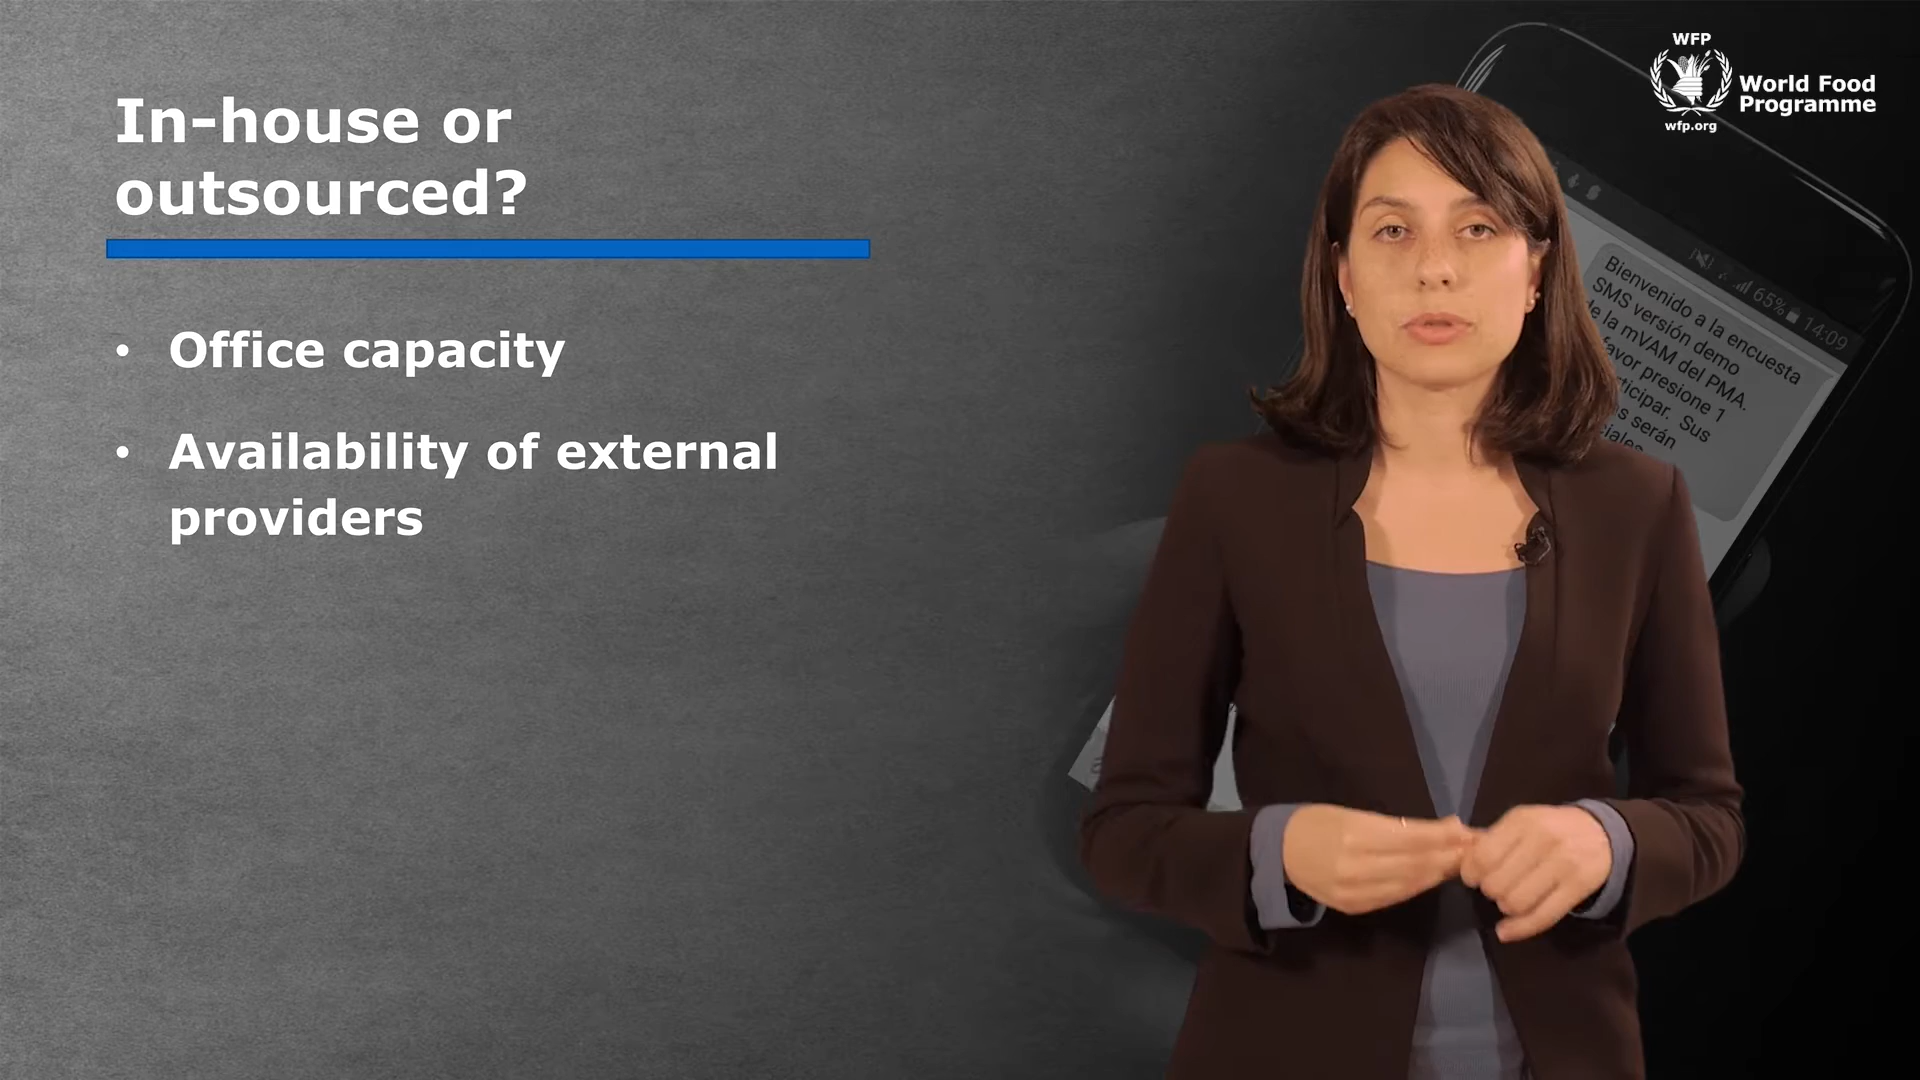 In-house or
outsourced?
• Office capacity
• Availability of external
providers
WFP
World Food
Programme
wfp.org
65% 14:09
Bienvenido a la encuesta
SMS versión demo
de la mVAM del PMA.
favor presione 1
Sus
serán